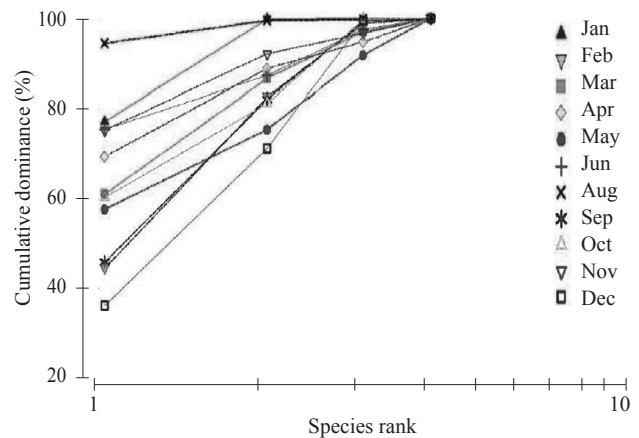 Cumulative dominance (%)
100
80
60
40
20
1
10
Species rank
Jan
Feb
Mar
Apr
May
Jun
Aug
Sep
Oct
Nov
Dec